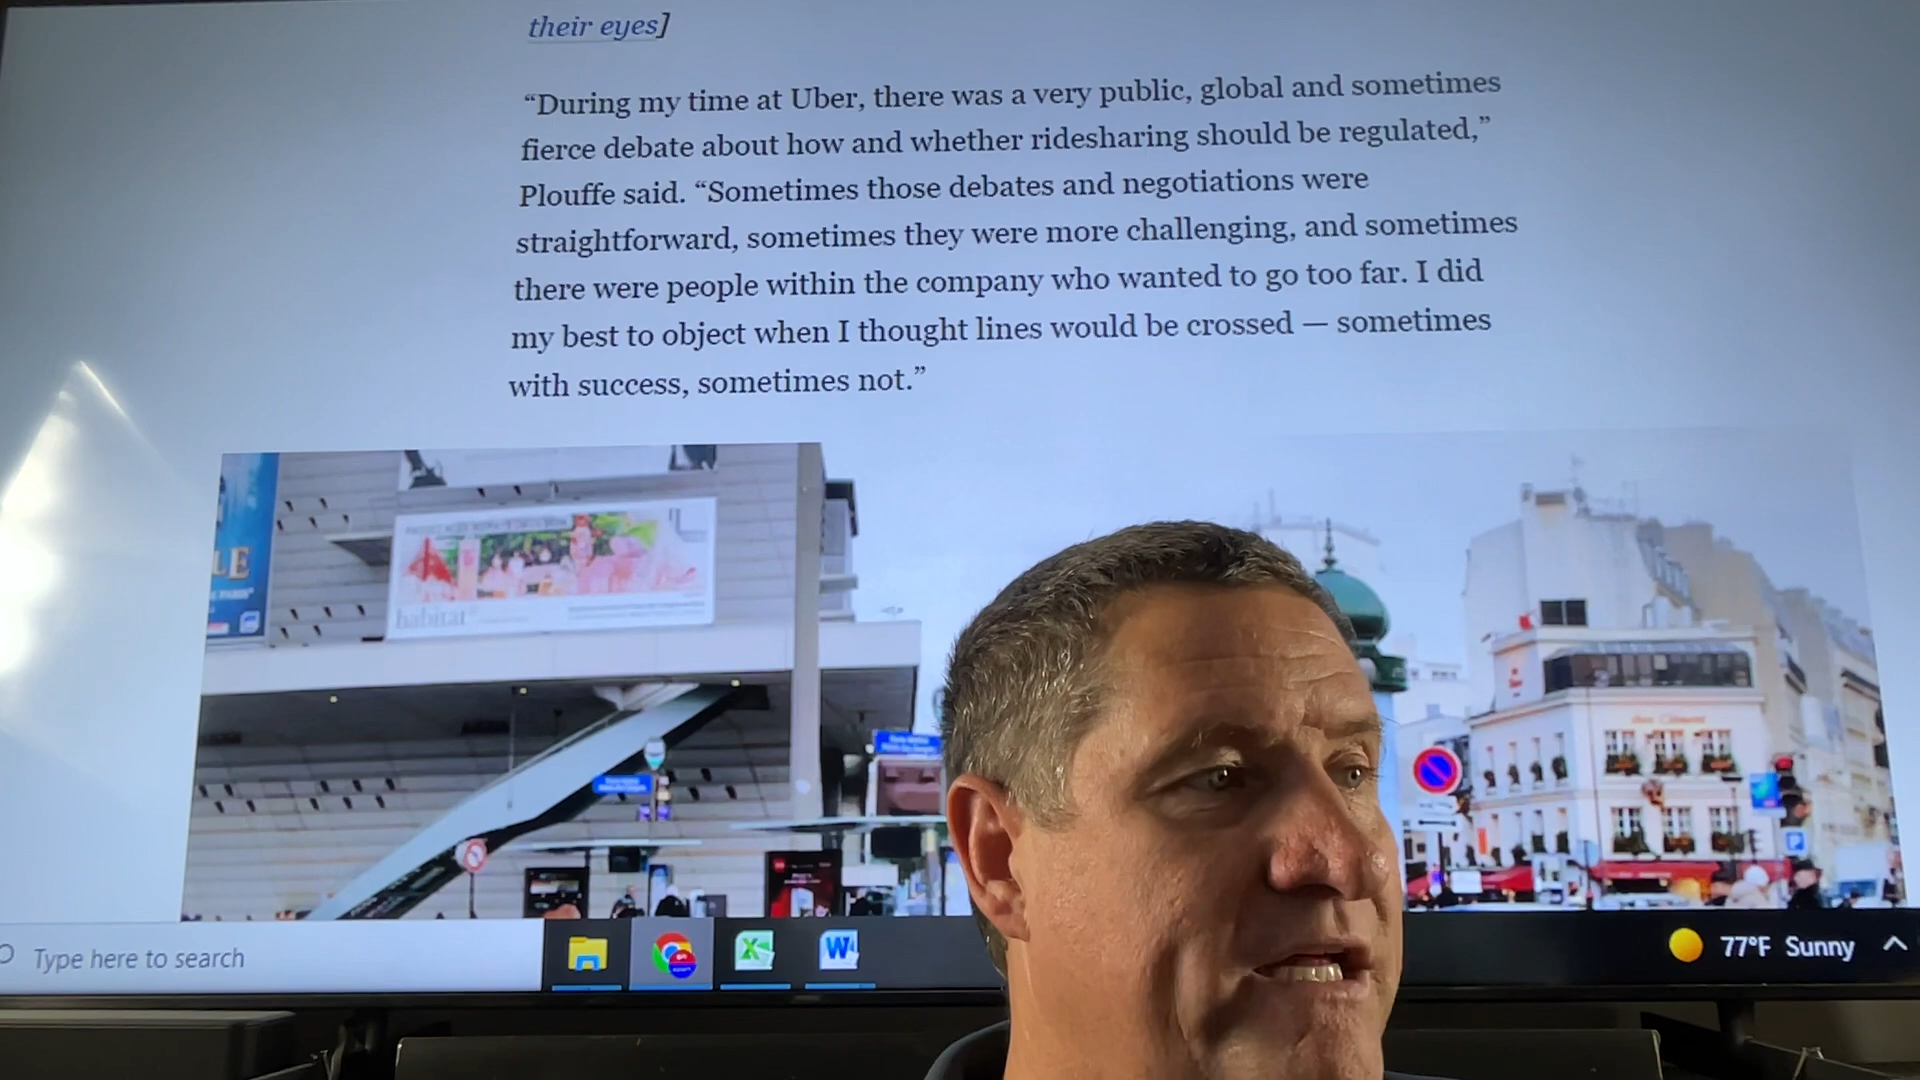 their eyes]
“During my time at Uber, there was a very public, global and sometimes
fierce debate about how and whether ridesharing should be regulated,”
Plouffe said. “Sometimes those debates and negotiations were
straightforward, sometimes they were more challenging, and sometimes
there were people within the company who wanted to go too far. I did
my best to object when I thought lines would be crossed — sometimes
with success, sometimes not.”
LE
habitat
P
Type here to search
X
W
77°F Sunny